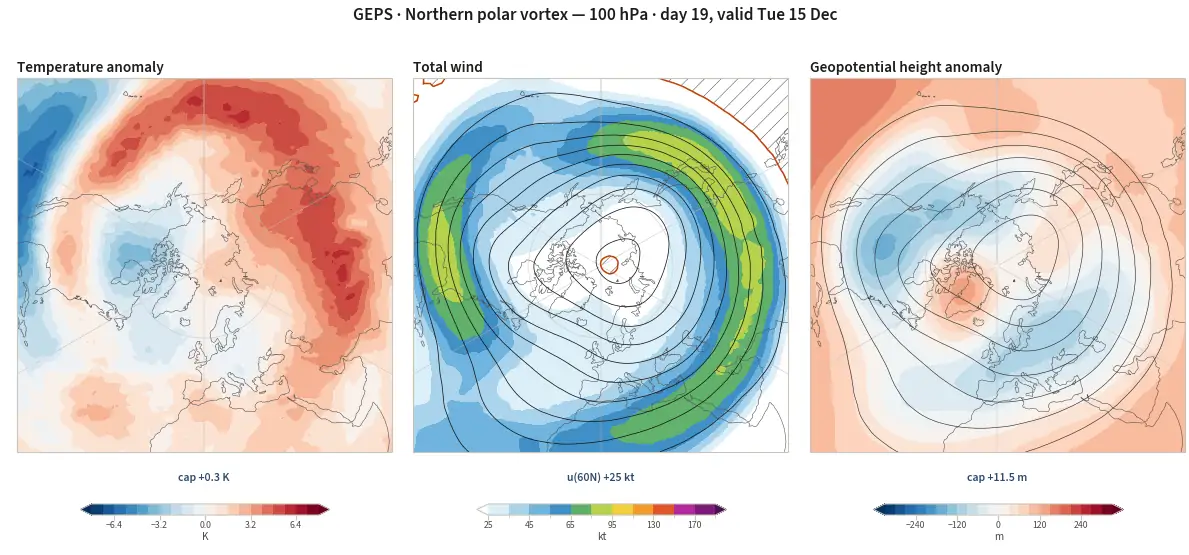 GEPS · Northern polar vortex — 100 hPa · day 19, valid Tue 15 Dec
Temperature anomaly
Total wind
Geopotential height anomaly
cap +0.3 K
u(60N) +25 kt
cap +11.5 m
−6.4 −3.2 0.0 3.2 6.4
K
25 45 65 95 130 170
kt
−240 −120 0 120 240
m